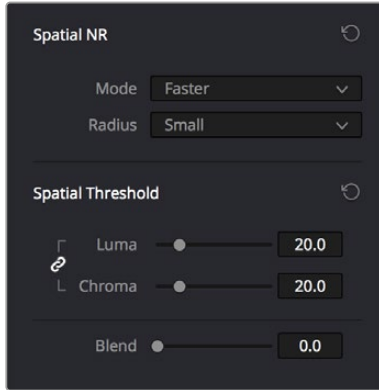 Spatial NR
Mode Faster
Radius Small
Spatial Threshold
Luma 20.0
Chroma 20.0
Blend 0.0